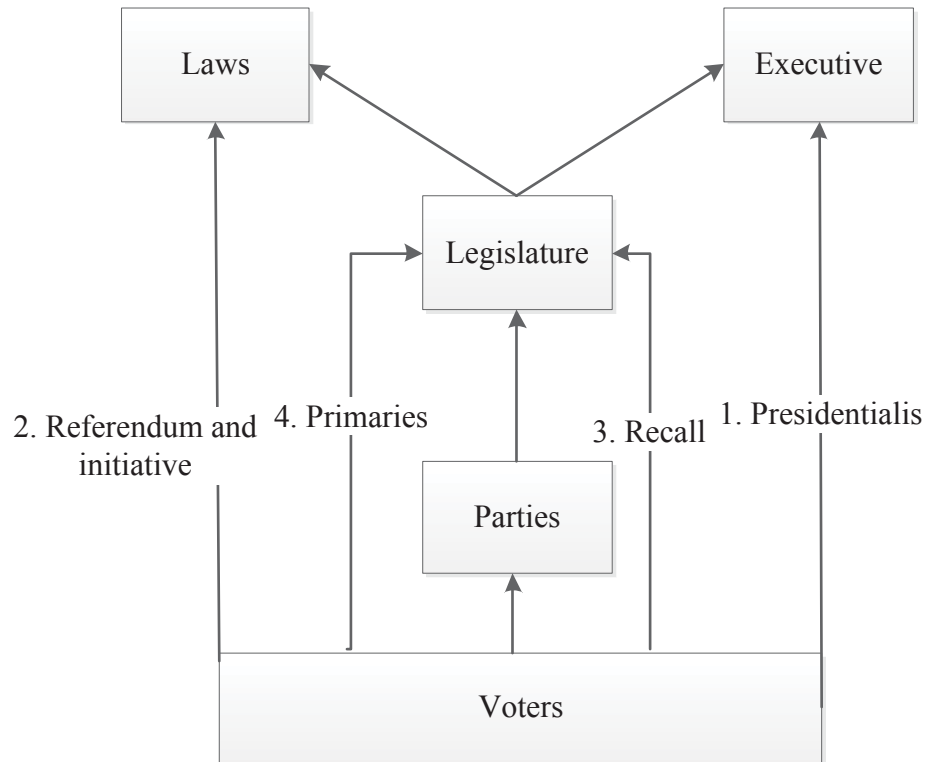 Laws
Executive
Legislature
2. Referendum and
initiative
4. Primaries
3. Recall
1. Presidentialis
Parties
Voters